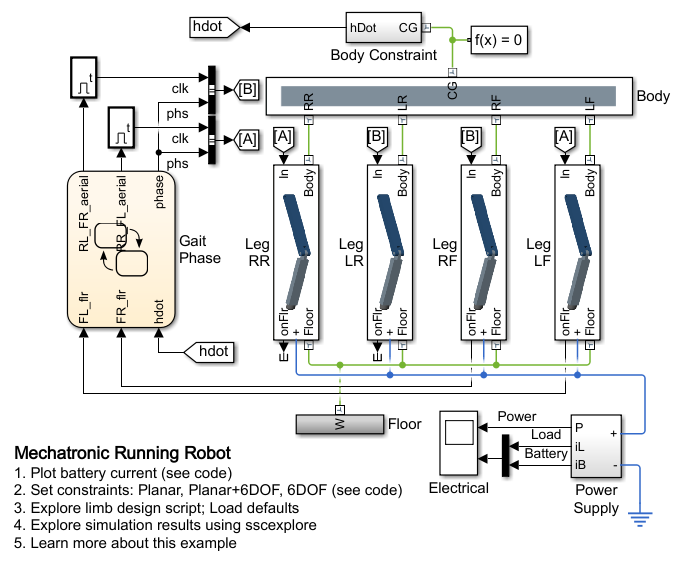 hdot
hDot
CG
f(x) = 0
Body Constraint
t
clk
[B]
phs
t
clk
[A]
phs
CG
RR
LR
RF
LF
Body
[A]
[B]
[B]
[A]
In
Body
In
Body
In
Body
In
Body
RL_FR_aerial
RR_FL_aerial
phase
Gait
Phase
Leg
RR
Leg
LR
Leg
RF
Leg
LF
FL_flr
FR_flr
hdot
onFlr
+
Floor
onFlr
+
Floor
onFlr
+
Floor
onFlr
+
Floor
hdot
W
Floor
Power
Load
Battery
P
iL
iB
+
-
Electrical
Power
Supply
Mechatronic Running Robot
1. Plot battery current (see code)
2. Set constraints: Planar, Planar+6DOF, 6DOF (see code)
3. Explore limb design script; Load defaults
4. Explore simulation results using sscexplore
5. Learn more about this example